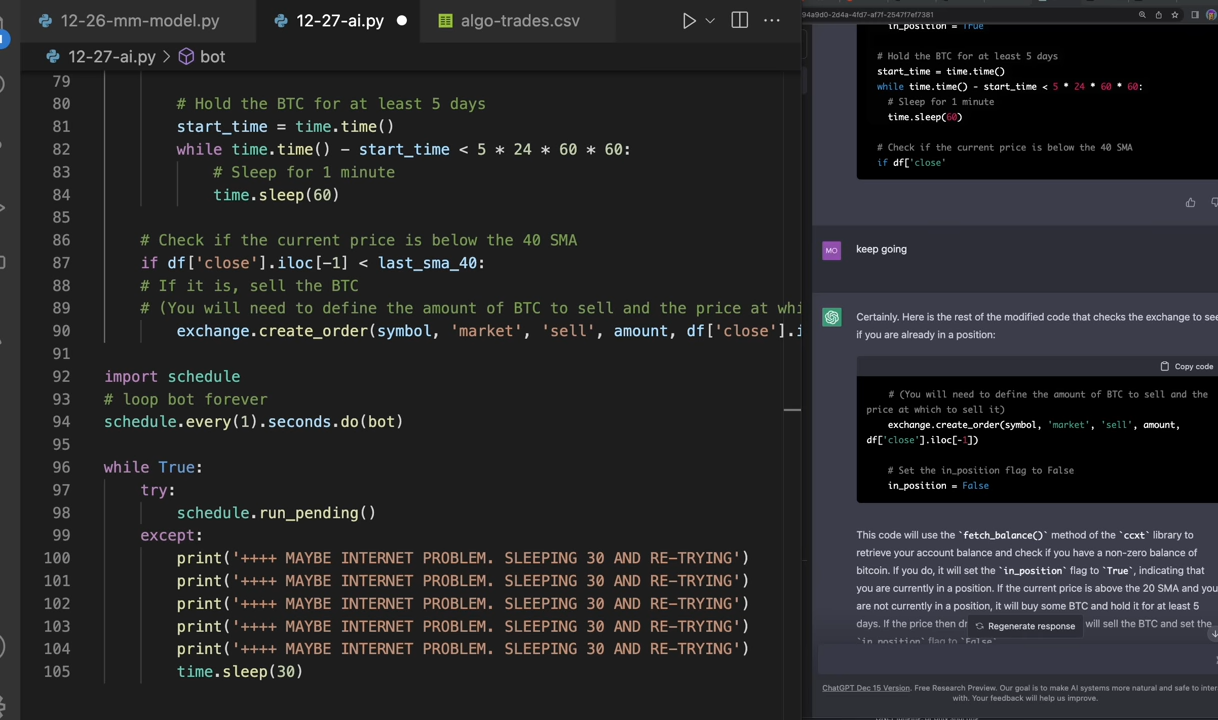 12-26-mm-model.py
12-27-ai.py
algo-trades.csv
12-27-ai.py > bot
79
80 # Hold the BTC for at least 5 days
81 start_time = time.time()
82 while time.time() - start_time < 5 * 24 * 60 * 60:
83 # Sleep for 1 minute
84 time.sleep(60)
85
86 # Check if the current price is below the 40 SMA
87 if df['close'].iloc[-1] < last_sma_40:
88 # If it is, sell the BTC
89 # (You will need to define the amount of BTC to sell and the price at whi
90 exchange.create_order(symbol, 'market', 'sell', amount, df['close'].i
91
92 import schedule
93 # loop bot forever
94 schedule.every(1).seconds.do(bot)
95
96 while True:
97 try:
98 schedule.run_pending()
99 except:
100 print('++++ MAYBE INTERNET PROBLEM. SLEEPING 30 AND RE-TRYING')
101 print('++++ MAYBE INTERNET PROBLEM. SLEEPING 30 AND RE-TRYING')
102 print('++++ MAYBE INTERNET PROBLEM. SLEEPING 30 AND RE-TRYING')
103 print('++++ MAYBE INTERNET PROBLEM. SLEEPING 30 AND RE-TRYING')
104 print('++++ MAYBE INTERNET PROBLEM. SLEEPING 30 AND RE-TRYING')
105 time.sleep(30)
in_position = True
# Hold the BTC for at least 5 days
start_time = time.time()
while time.time() - start_time < 5 * 24 * 60 * 60:
# Sleep for 1 minute
time.sleep(60)
# Check if the current price is below the 40 SMA
if df['close'
MO
keep going
Certainly. Here is the rest of the modified code that checks the exchange to see
if you are already in a position:
Copy code
# (You will need to define the amount of BTC to sell and the
price at which to sell it)
exchange.create_order(symbol, 'market', 'sell', amount,
df['close'].iloc[-1])
# Set the in_position flag to False
in_position = False
This code will use the `fetch_balance()` method of the `ccxt` library to
retrieve your account balance and check if you have a non-zero balance of
bitcoin. If you do, it will set the `in_position` flag to `True`, indicating that
you are currently in a position. If the current price is above the 20 SMA and you
are not currently in a position, it will buy some BTC and hold it for at least 5
days. If the price then dr will sell the BTC and set the
Regenerate response
`in_position` flag to `False`
ChatGPT Dec 15 Version. Free Research Preview. Our goal is to make AI systems more natural and safe to inter
with. Your feedback will help us improve.